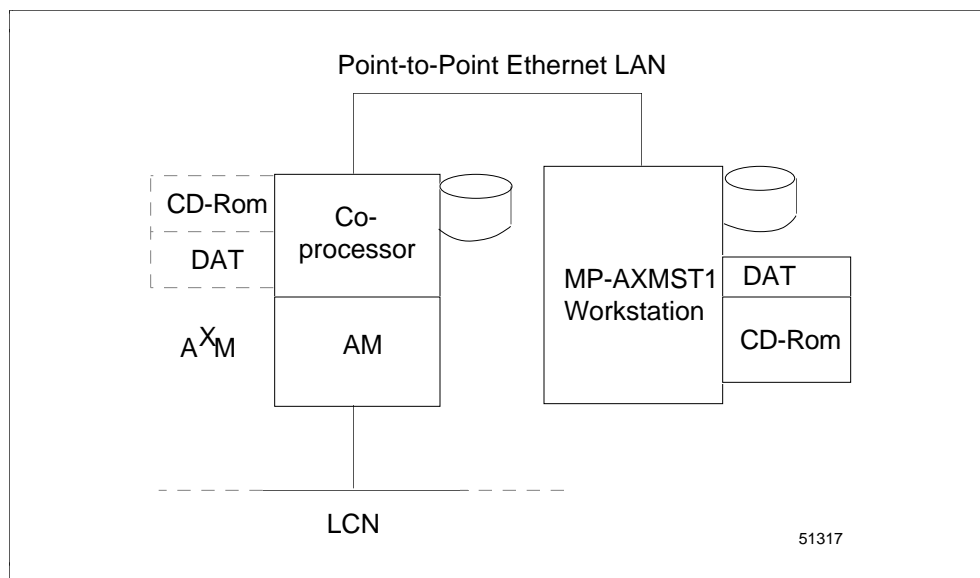 Point-to-Point Ethernet LAN
CD-Rom
DAT
Co-
processor
AXM
AM
MP-AXMST1
Workstation
DAT
CD-Rom
LCN
51317